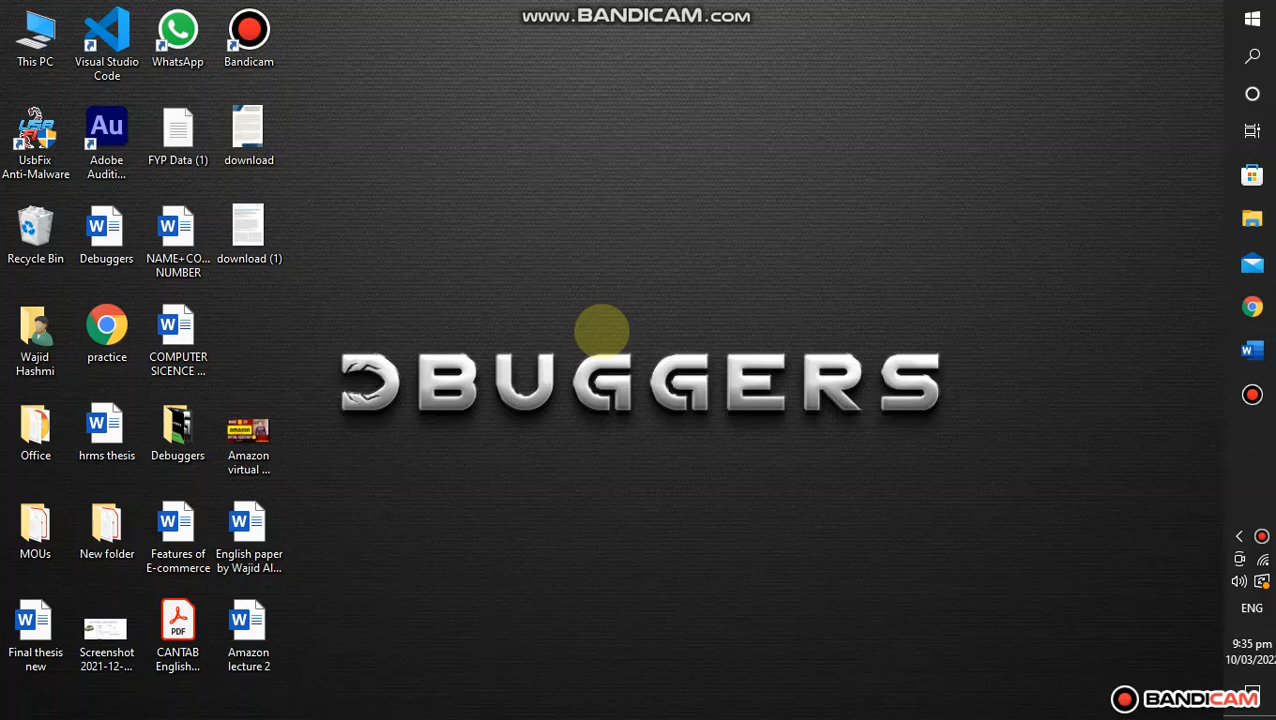 www.BANDICAM.com
This PC
Visual Studio
Code
WhatsApp
Bandicam
UsbFix
Anti-Malware
Au
Adobe
Auditi...
FYP Data (1)
download
Recycle Bin
Debuggers
NAME+CO...
NUMBER
download (1)
Wajid
Hashmi
practice
COMPUTER
SICENCE ...
DBUGGERS
Office
hrms thesis
Debuggers
Amazon
virtual ...
MOUs
New folder
Features of
E-commerce
English paper
by Wajid Al...
Final thesis
new
Screenshot
2021-12-...
PDF
CANTAB
English...
Amazon
lecture 2
ENG
9:35 pm
10/03/202
BANDICAM